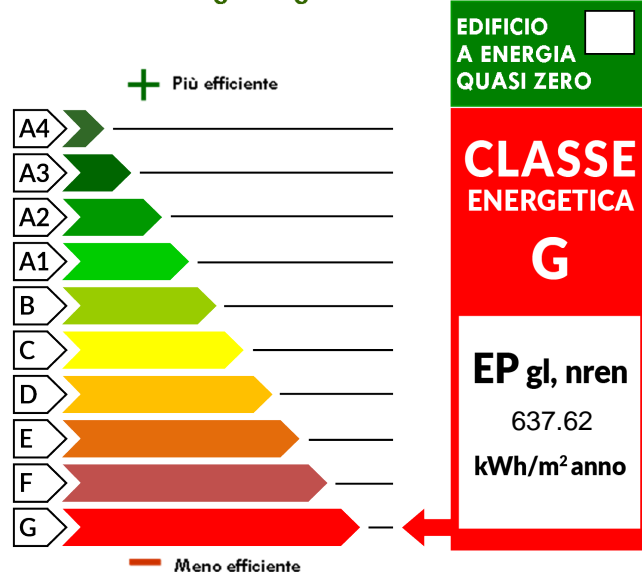 EDIFICIO
A ENERGIA
QUASI ZERO
Più efficiente
A4
A3
A2
A1
B
C
D
E
F
G
Meno efficiente
CLASSE
ENERGETICA
G
EP gl, nren
637.62
kWh/m² anno